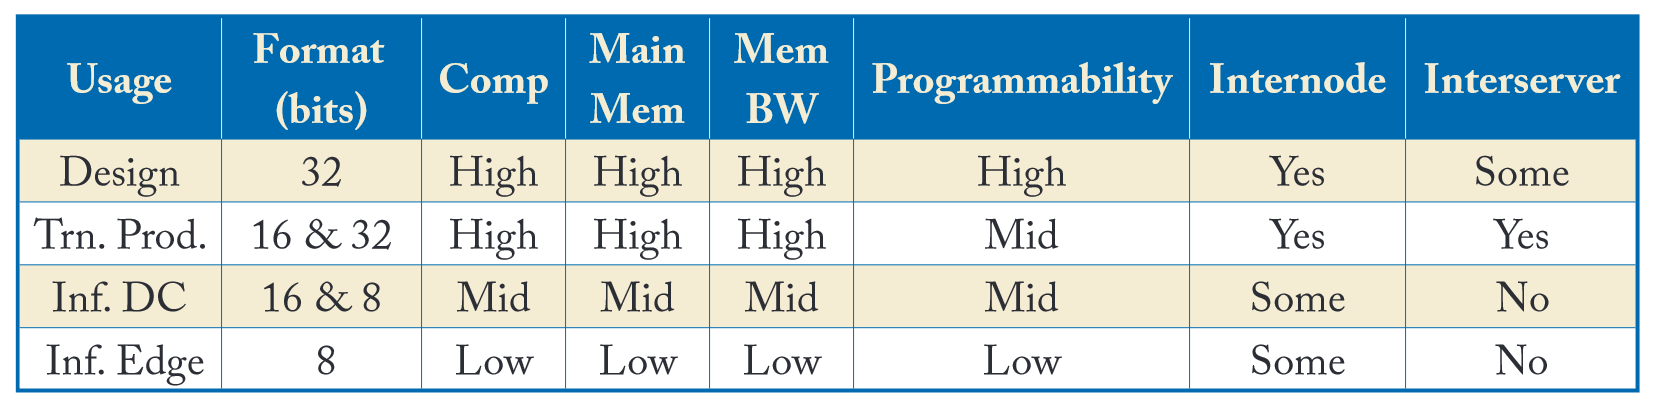 Usage Format (bits) Comp Main Mem Mem BW Programmability Internode Interserver
Design 32 High High High High Yes Some
Trn. Prod. 16 & 32 High High High Mid Yes Yes
Inf. DC 16 & 8 Mid Mid Mid Mid Some No
Inf. Edge 8 Low Low Low Low Some No